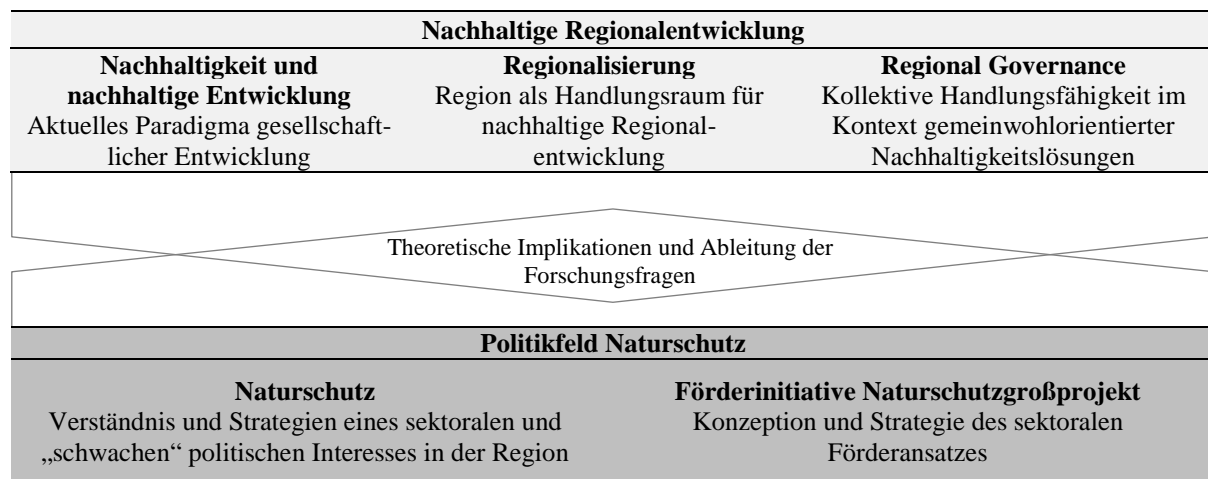 Nachhaltige Regionalentwicklung
Nachhaltigkeit und
nachhaltige Entwicklung
Aktuelles Paradigma gesellschaft-
licher Entwicklung
Regionalisierung
Region als Handlungsraum für
nachhaltige Regional-
entwicklung
Regional Governance
Kollektive Handlungsfähigkeit im
Kontext gemeinwohlorientierter
Nachhaltigkeitslösungen
Theoretische Implikationen und Ableitung der
Forschungsfragen
Politikfeld Naturschutz
Naturschutz
Verständnis und Strategien eines sektoralen und
„schwachen“ politischen Interesses in der Region
Förderinitiative Naturschutzgroßprojekt
Konzeption und Strategie des sektoralen
Förderansatzes